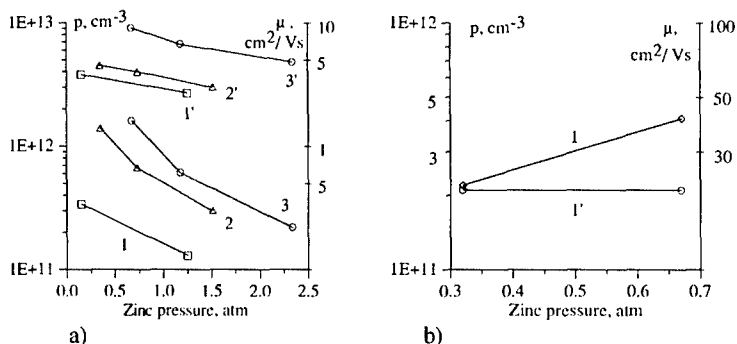 1E+13
p, cm-3
μ,
cm2/ Vs
10
5
3'
2'
1'
1E+12
1
5
3
2
1
1E+11
0.0 0.5 1.0 1.5 2.0 2.5
Zinc pressure, atm
a)
1E+12
p, cm-3
μ,
cm2/ Vs
100
5
50
3
30
1
1'
1E+11
10
0.3 0.4 0.5 0.6 0.7
Zinc pressure, atm
b)